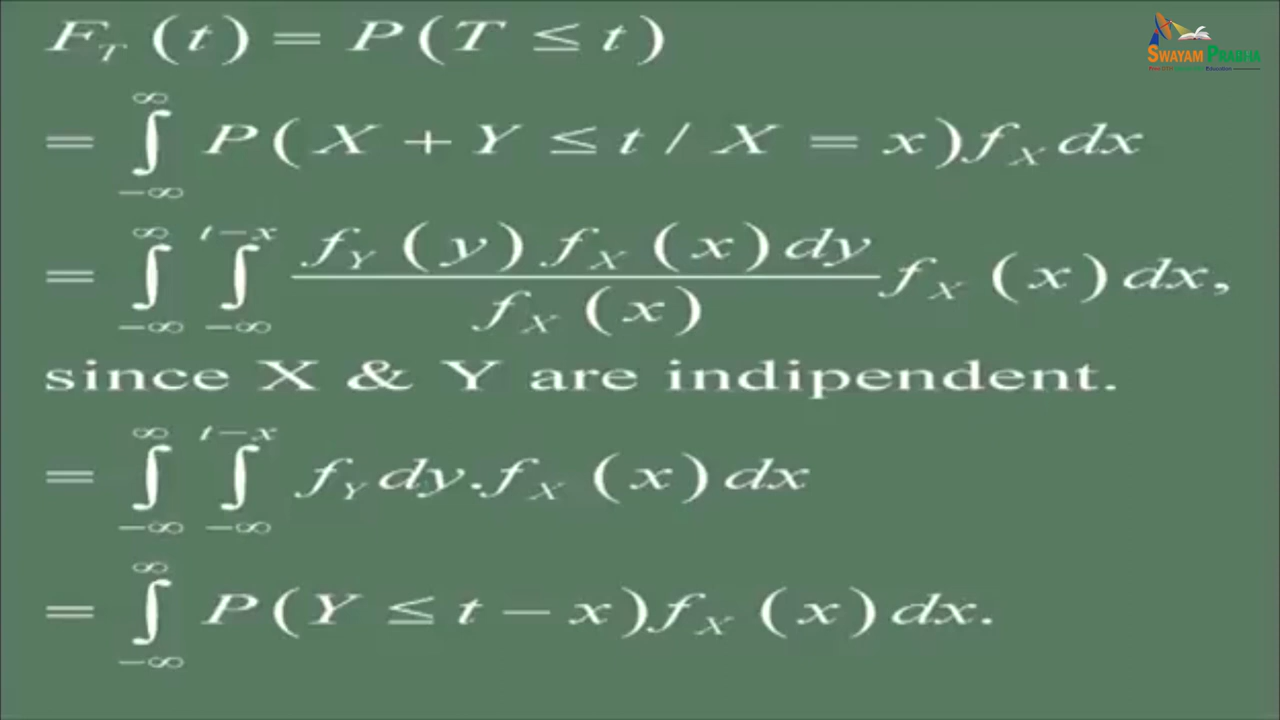 F_T (t) = P(T ≤ t)
SWAYAM PRABHA
= ∫_{-∞}^{∞} P(X + Y ≤ t / X = x) f_X dx
= ∫_{-∞}^{∞} ∫_{-∞}^{t-x} \frac{f_Y (y) f_X (x) dy}{f_X (x)} f_X (x) dx,
since X & Y are indipendent.
= ∫_{-∞}^{∞} ∫_{-∞}^{t-x} f_Y dy . f_X (x) dx
= ∫_{-∞}^{∞} P(Y ≤ t - x) f_X (x) dx.